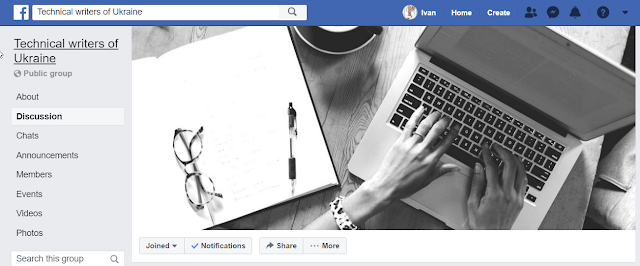 Technical writers of Ukraine
Ivan
Home
Create
Technical writers of
Ukraine
Public group
About
Discussion
Chats
Announcements
Members
Events
Videos
Photos
Search this group
Joined
Notifications
Share
More